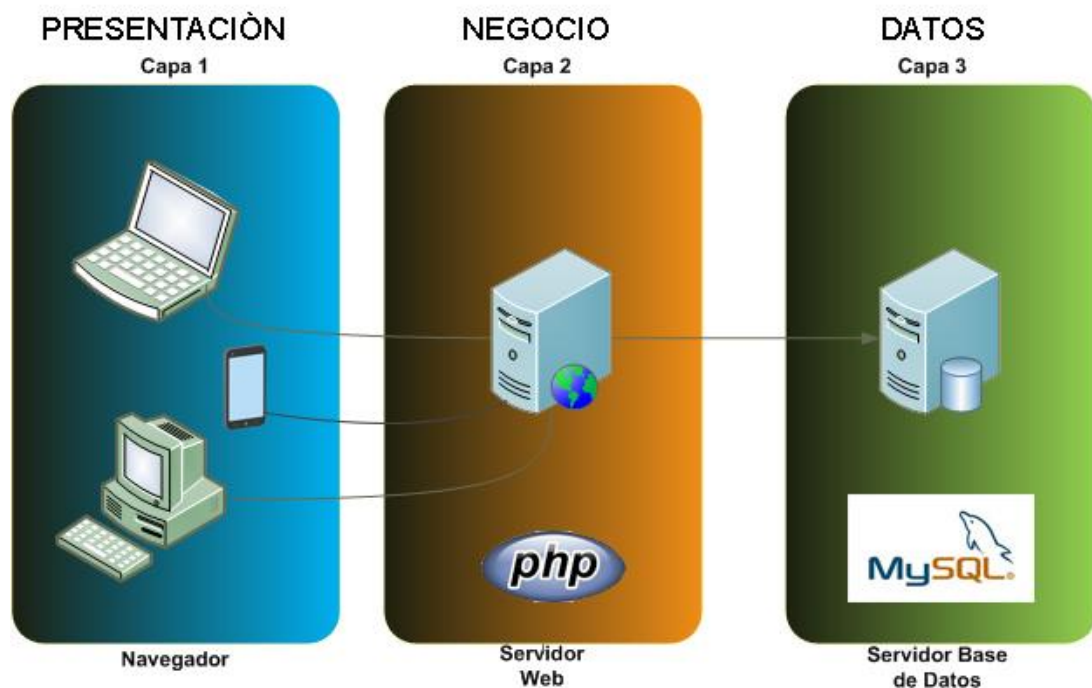 PRESENTACIÒN
Capa 1
Navegador
NEGOCIO
Capa 2
php
Servidor
Web
DATOS
Capa 3
MySQL®
Servidor Base
de Datos